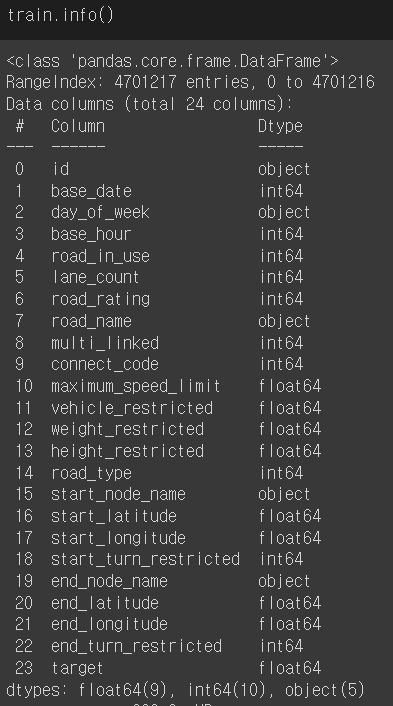 train.info()
<class 'pandas.core.frame.DataFrame'>
RangeIndex: 4701217 entries, 0 to 4701216
Data columns (total 24 columns):
 #   Column                 Dtype
---  ------                 -----
 0   id                     object
 1   base_date              int64
 2   day_of_week            object
 3   base_hour              int64
 4   road_in_use            int64
 5   lane_count             int64
 6   road_rating            int64
 7   road_name              object
 8   multi_linked           int64
 9   connect_code           int64
 10  maximum_speed_limit    float64
 11  vehicle_restricted     float64
 12  weight_restricted      float64
 13  height_restricted      float64
 14  road_type              int64
 15  start_node_name        object
 16  start_latitude         float64
 17  start_longitude        float64
 18  start_turn_restricted  int64
 19  end_node_name          object
 20  end_latitude           float64
 21  end_longitude          float64
 22  end_turn_restricted    int64
 23  target                 float64
dtypes: float64(9), int64(10), object(5)